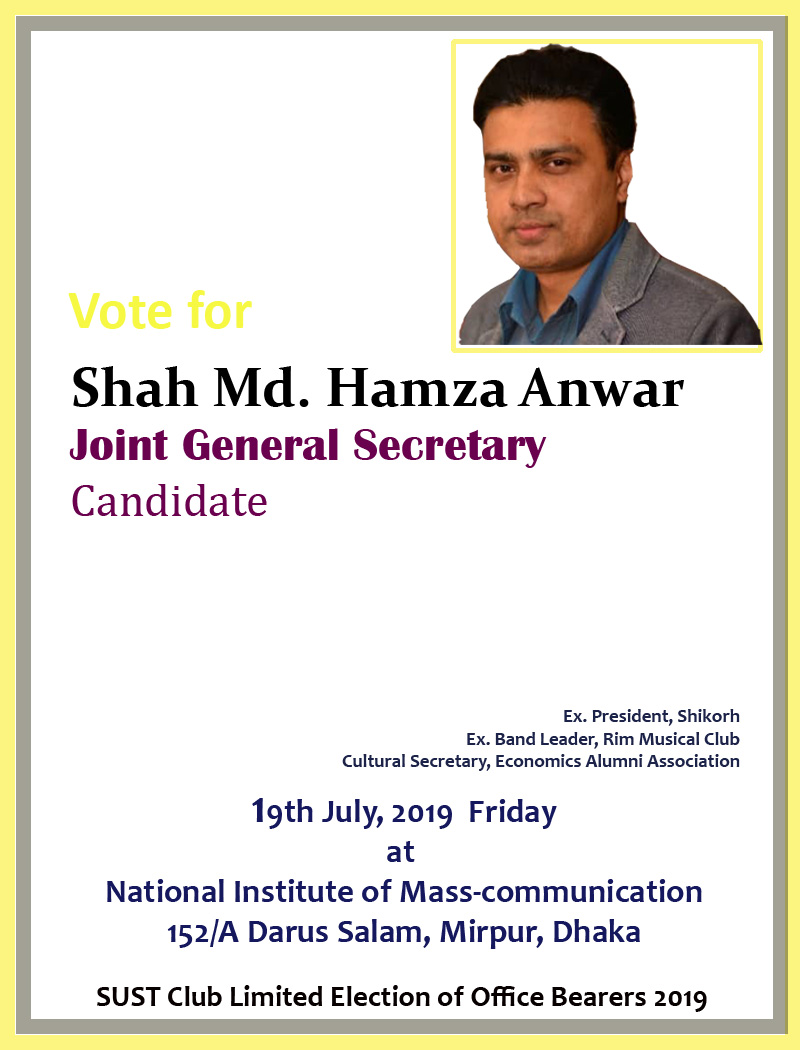 Vote for
Shah Md. Hamza Anwar
Joint General Secretary
Candidate
Ex. President, Shikorh
Ex. Band Leader, Rim Musical Club
Cultural Secretary, Economics Alumni Association
19th July, 2019 Friday
at
National Institute of Mass-communication
152/A Darus Salam, Mirpur, Dhaka
SUST Club Limited Election of Office Bearers 2019